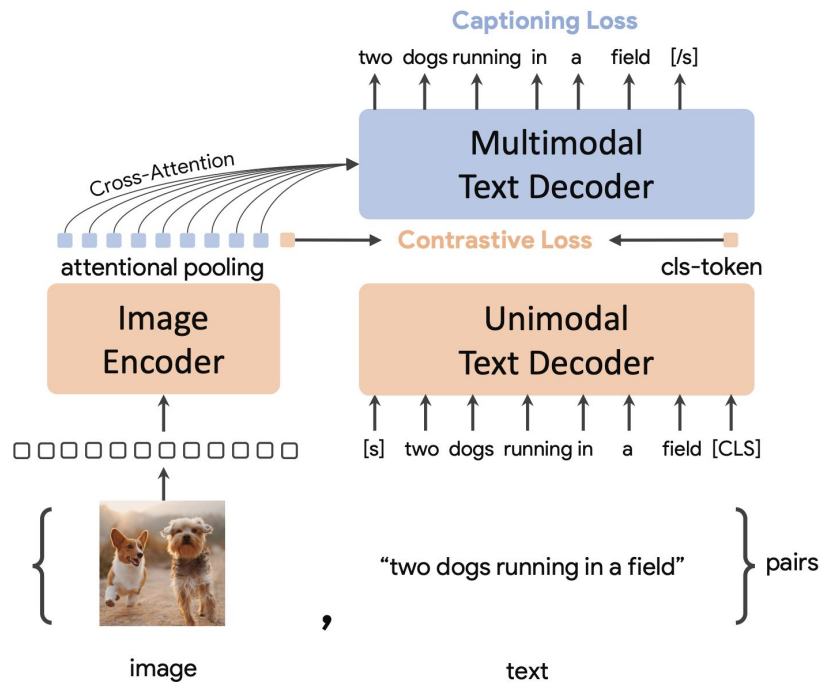 Captioning Loss
two dogs running in a field [/s]
Multimodal
Text Decoder
Cross-Attention
Contrastive Loss
attentional pooling
cls-token
Image
Encoder
Unimodal
Text Decoder
[s] two dogs running in a field [CLS]
{
“two dogs running in a field”
} pairs
,
image
text